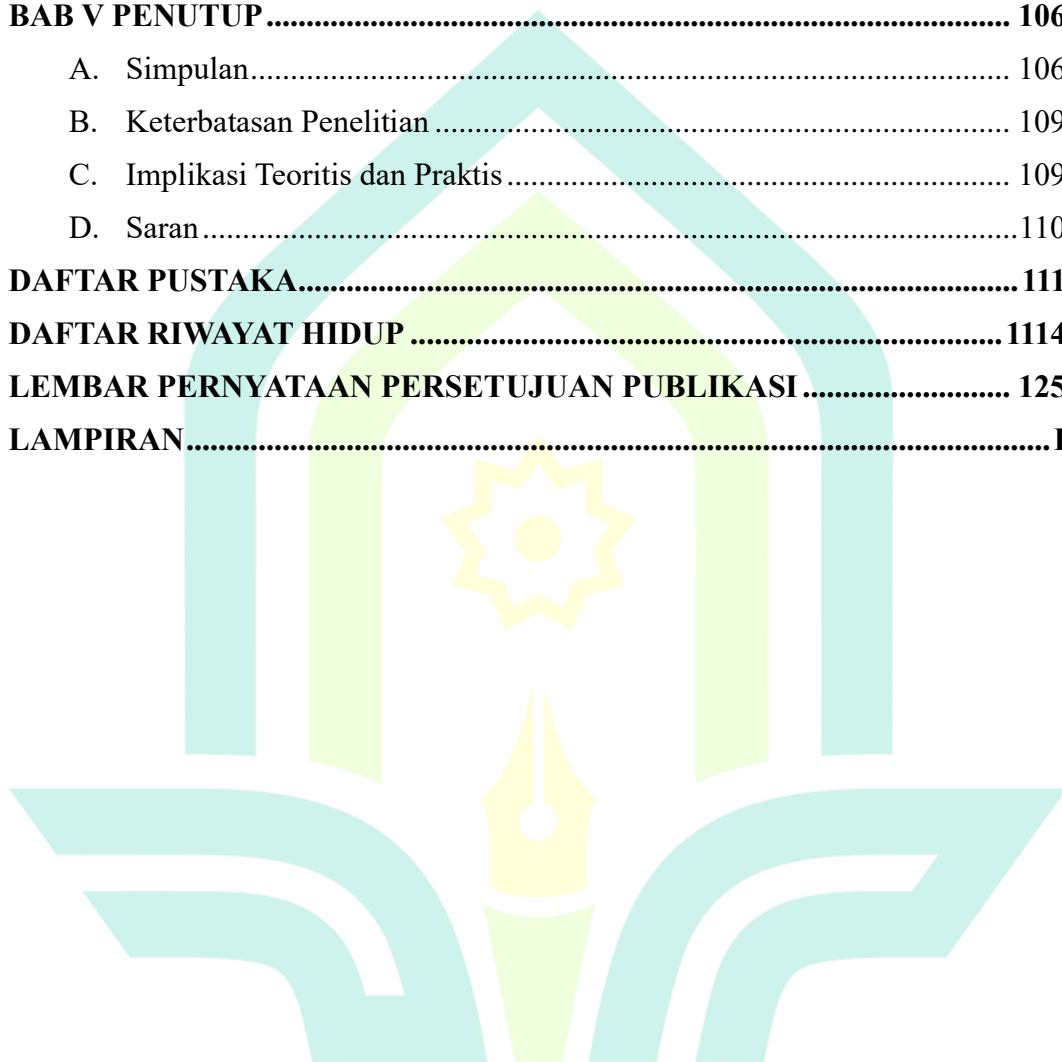 BAB V PENUTUP.......................................................................................... 106
A. Simpulan............................................................................................ 106
B. Keterbatasan Penelitian ...................................................................... 109
C. Implikasi Teoritis dan Praktis ............................................................. 109
D. Saran ..................................................................................................110
DAFTAR PUSTAKA....................................................................................... 111
DAFTAR RIWAYAT HIDUP ........................................................................ 1114
LEMBAR PERNYATAAN PERSETUJUAN PUBLIKASI ......................... 125
LAMPIRAN.........................................................................................................I